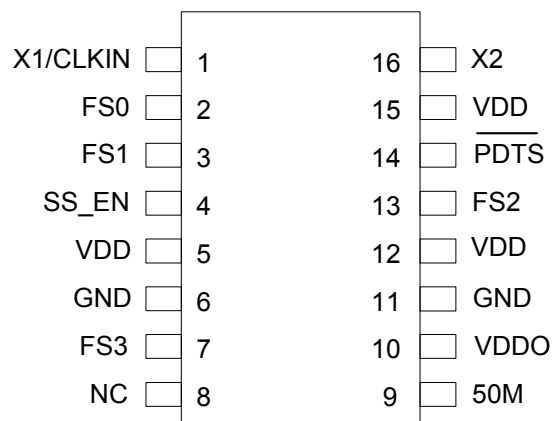 X1/CLKIN 1 16 X2
FS0 2 15 VDD
FS1 3 14 PDTS
SS_EN 4 13 FS2
VDD 5 12 VDD
GND 6 11 GND
FS3 7 10 VDDO
NC 8 9 50M